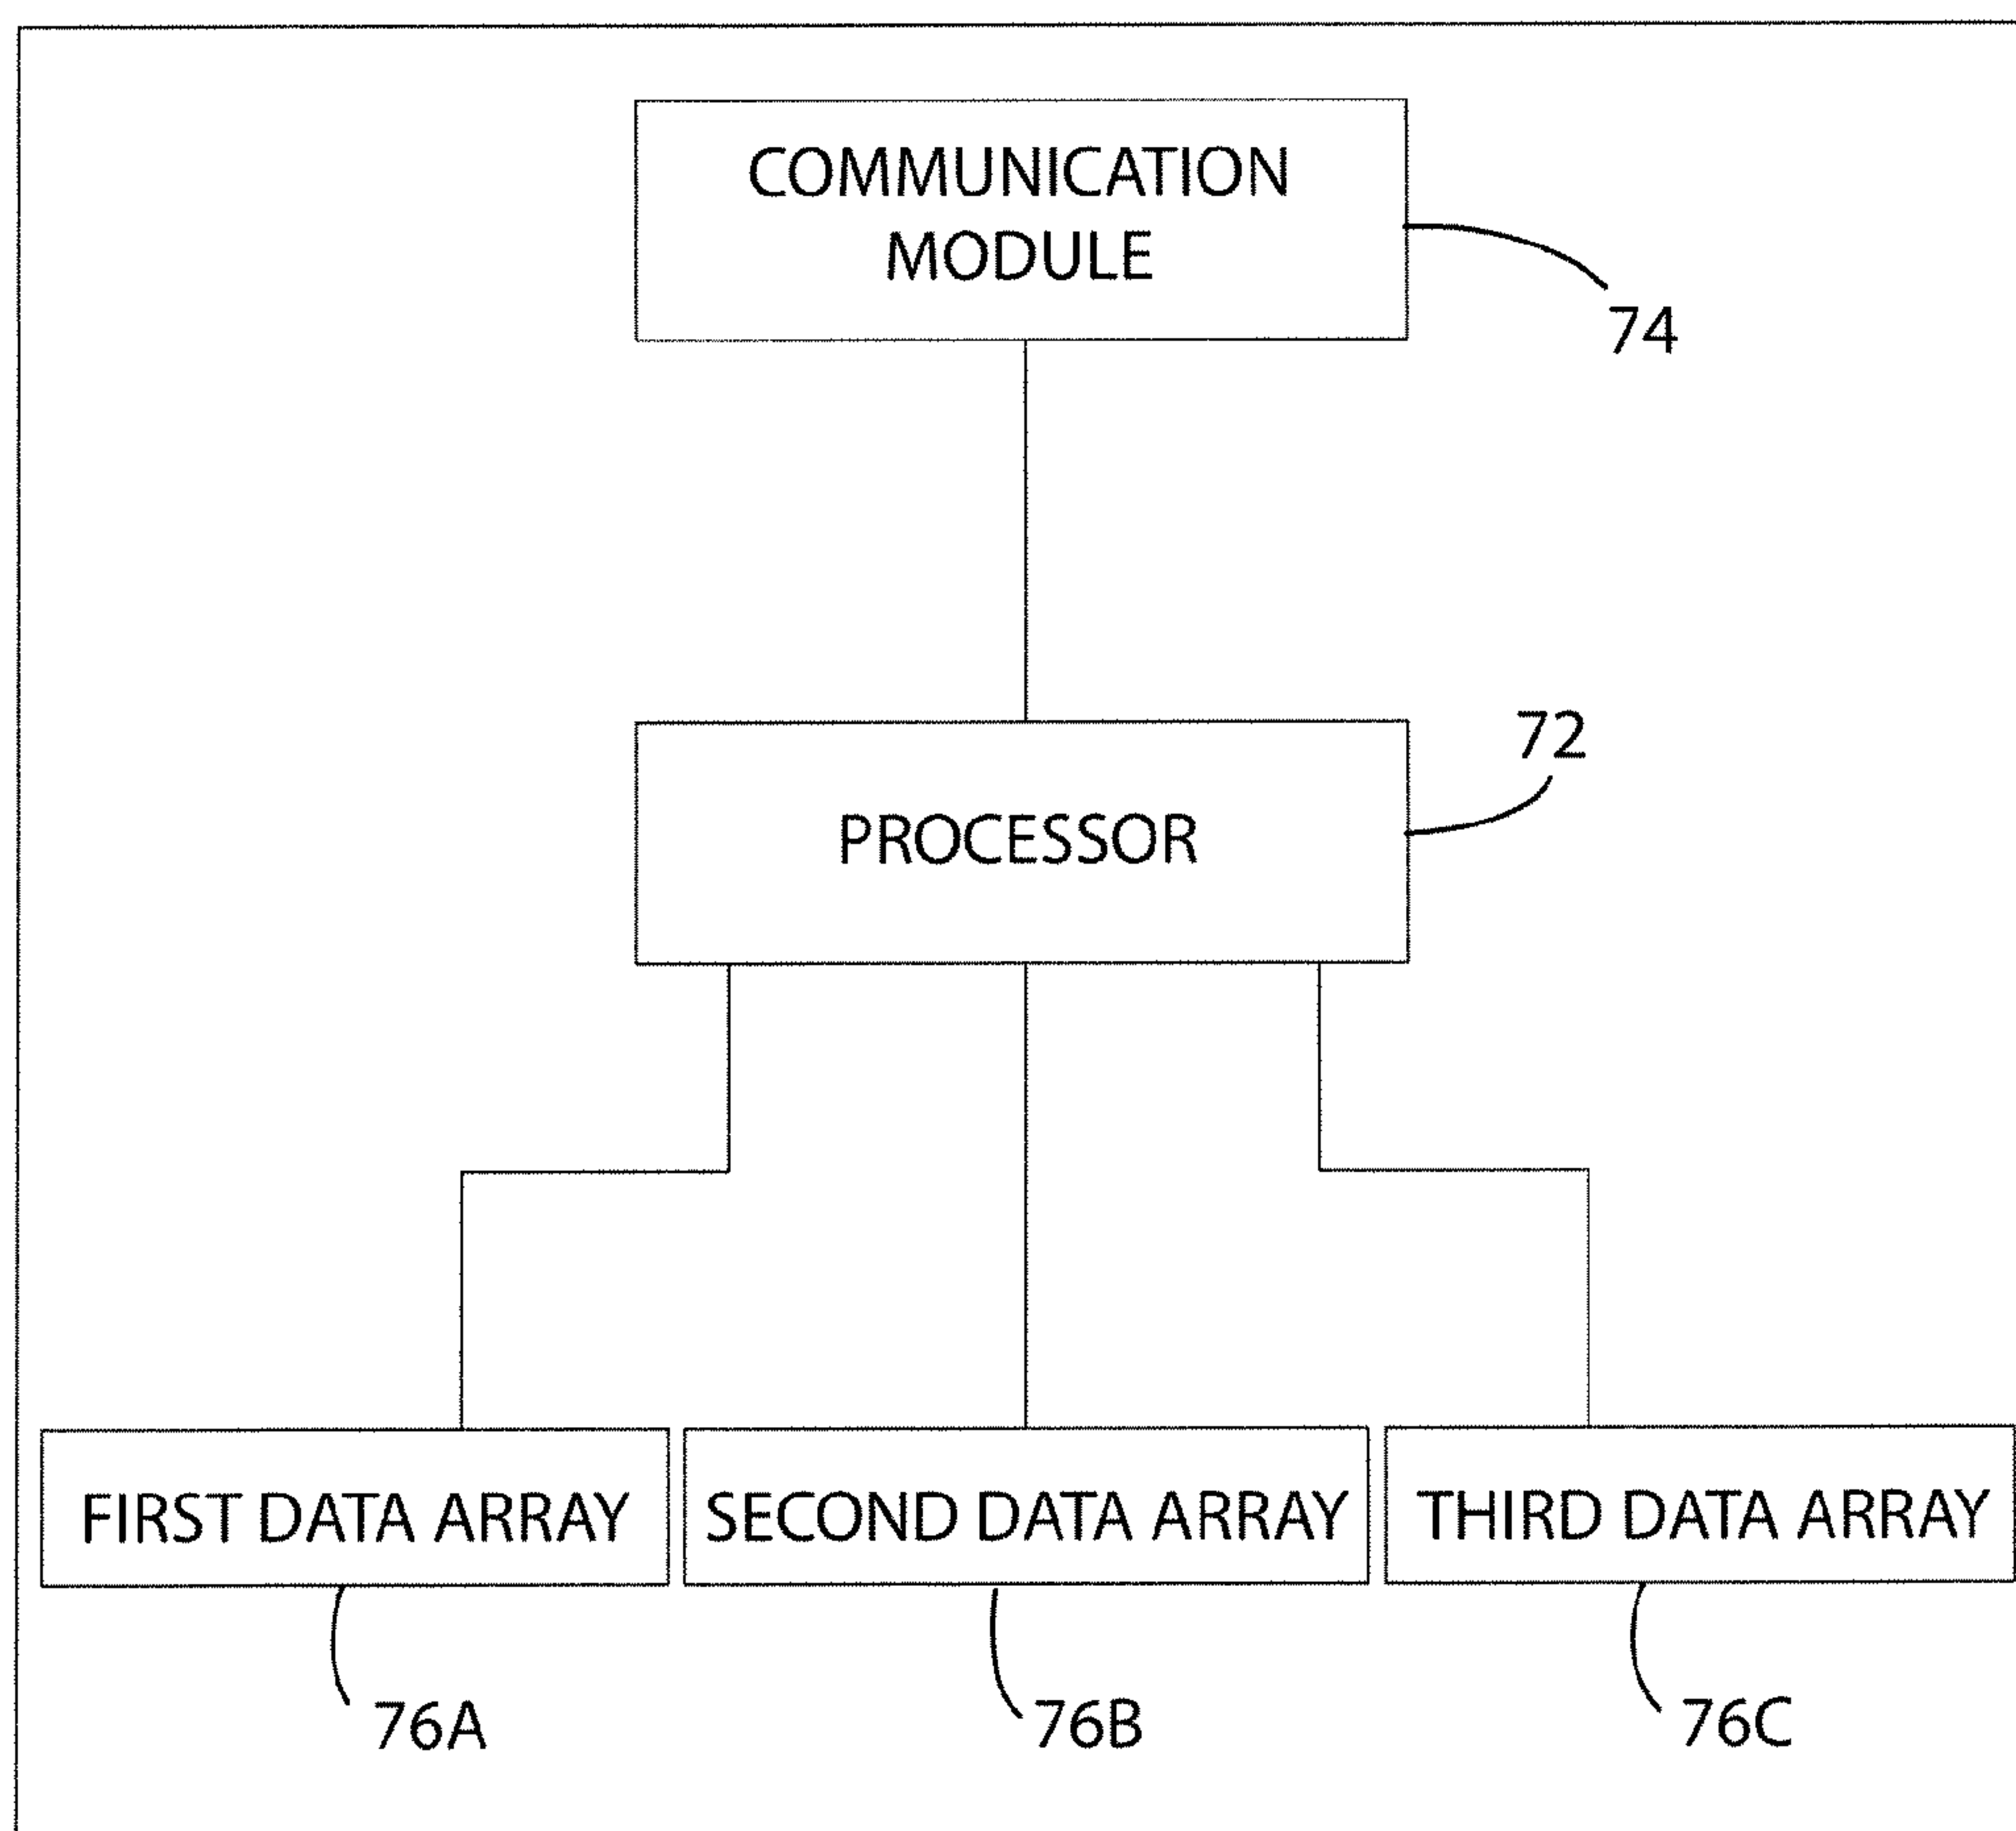 COMMUNICATION
MODULE
74
72
PROCESSOR
FIRST DATA ARRAY
SECOND DATA ARRAY
THIRD DATA ARRAY
76A
76B
76C